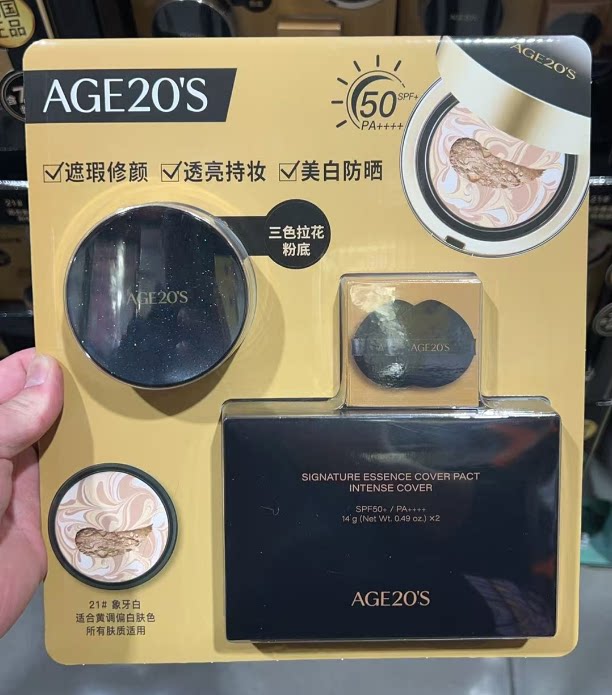 AGE20'S
50 SPF+
PA++++
AGE20'S
☑遮瑕修颜 ☑透亮持妆 ☑美白防晒
三色拉花
粉底
AGE20'S
AGE20'S
SIGNATURE ESSENCE COVER PACT
INTENSE COVER
SPF50+ / PA++++
14 g (Net Wt. 0.49 oz.) X2
AGE20'S
21# 象牙白
适合黄调偏白肤色
所有肤质适用